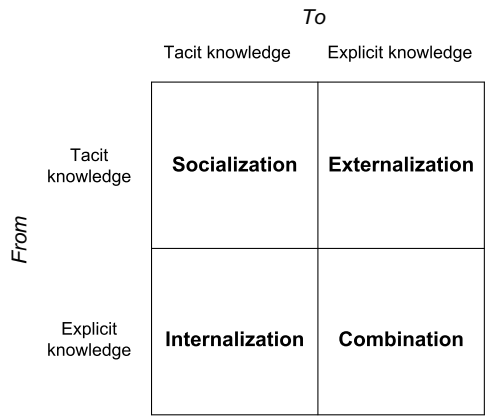 To
Tacit knowledge Explicit knowledge
Tacit
knowledge
Socialization Externalization
From
Explicit
knowledge
Internalization Combination